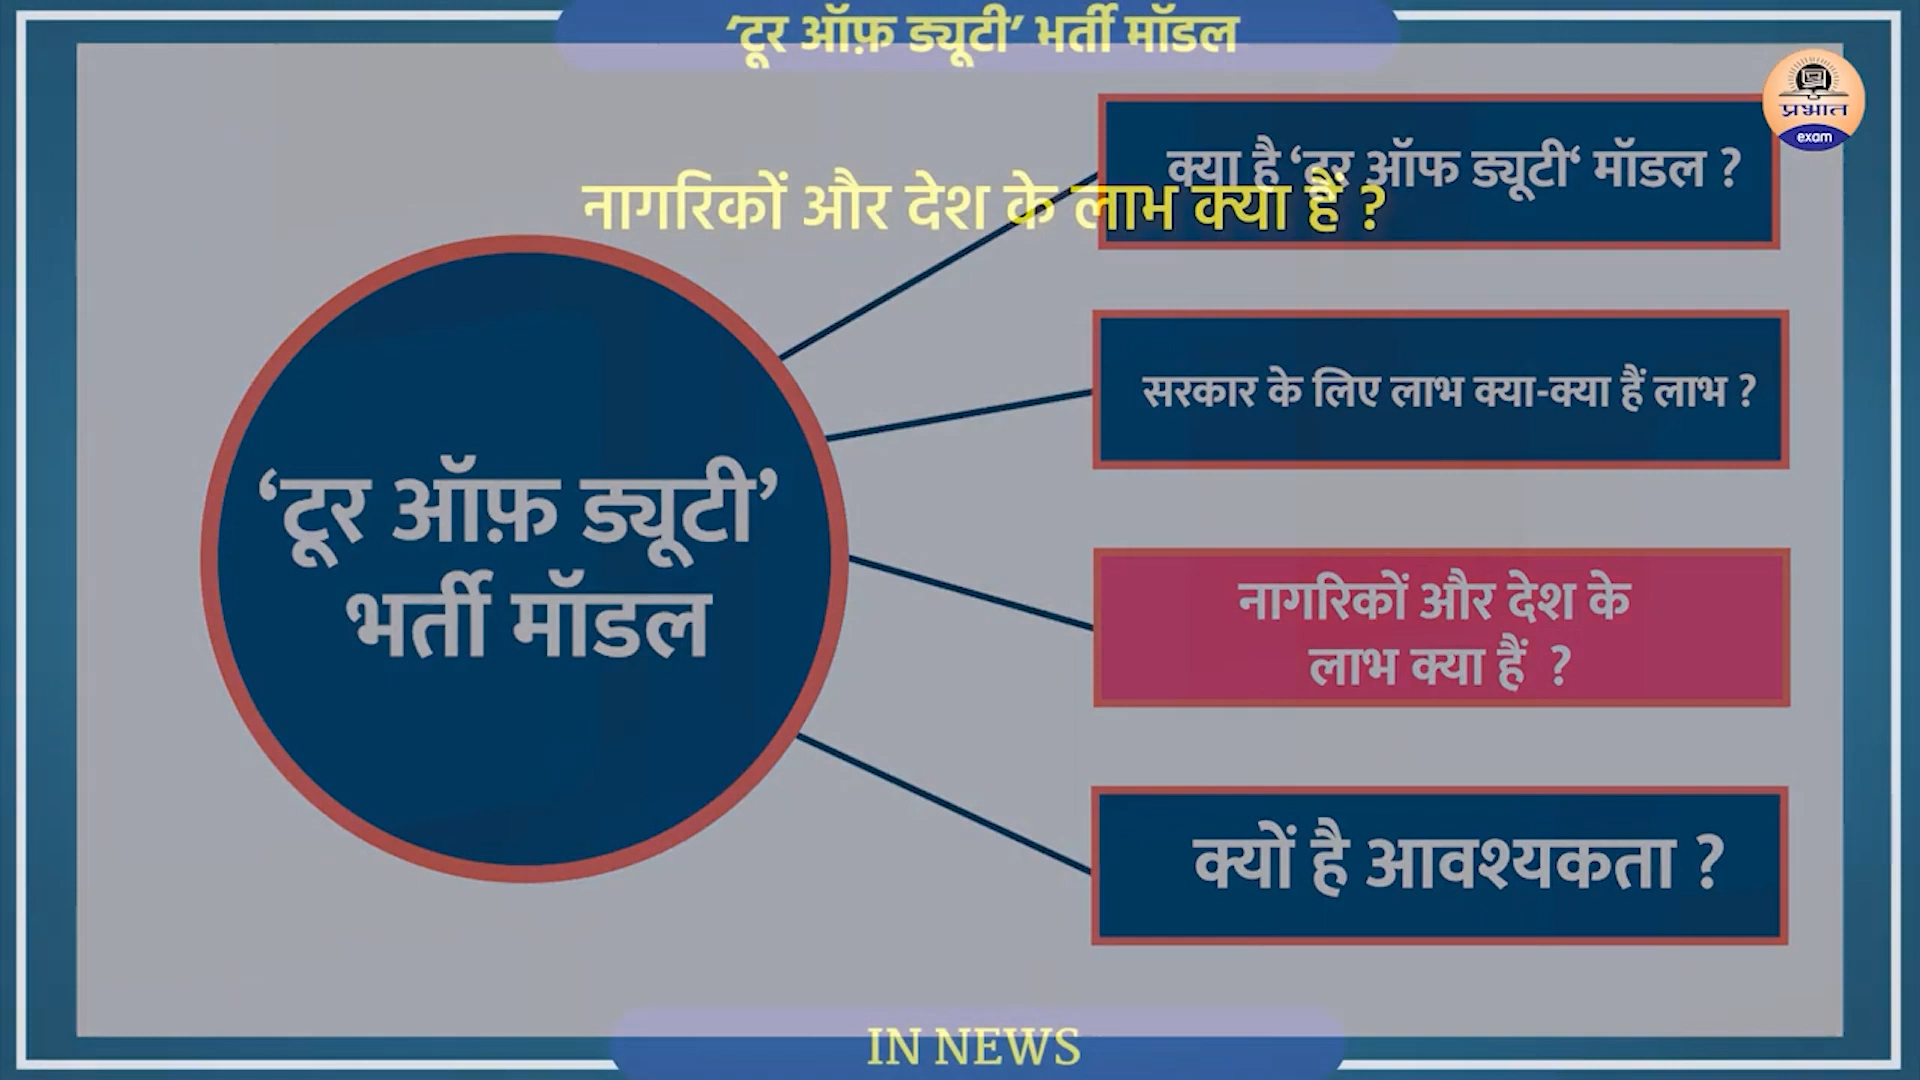 ‘टूर ऑफ़ ड्यूटी’ भर्ती मॉडल
प्रभात
exam
क्या है ‘टूर ऑफ ड्यूटी‘ मॉडल ?
नागरिकों और देश के लाभ क्या हैं ?
सरकार के लिए लाभ क्या-क्या हैं लाभ ?
‘टूर ऑफ़ ड्यूटी’
भर्ती मॉडल
नागरिकों और देश के
लाभ क्या हैं ?
क्यों है आवश्यकता ?
IN NEWS